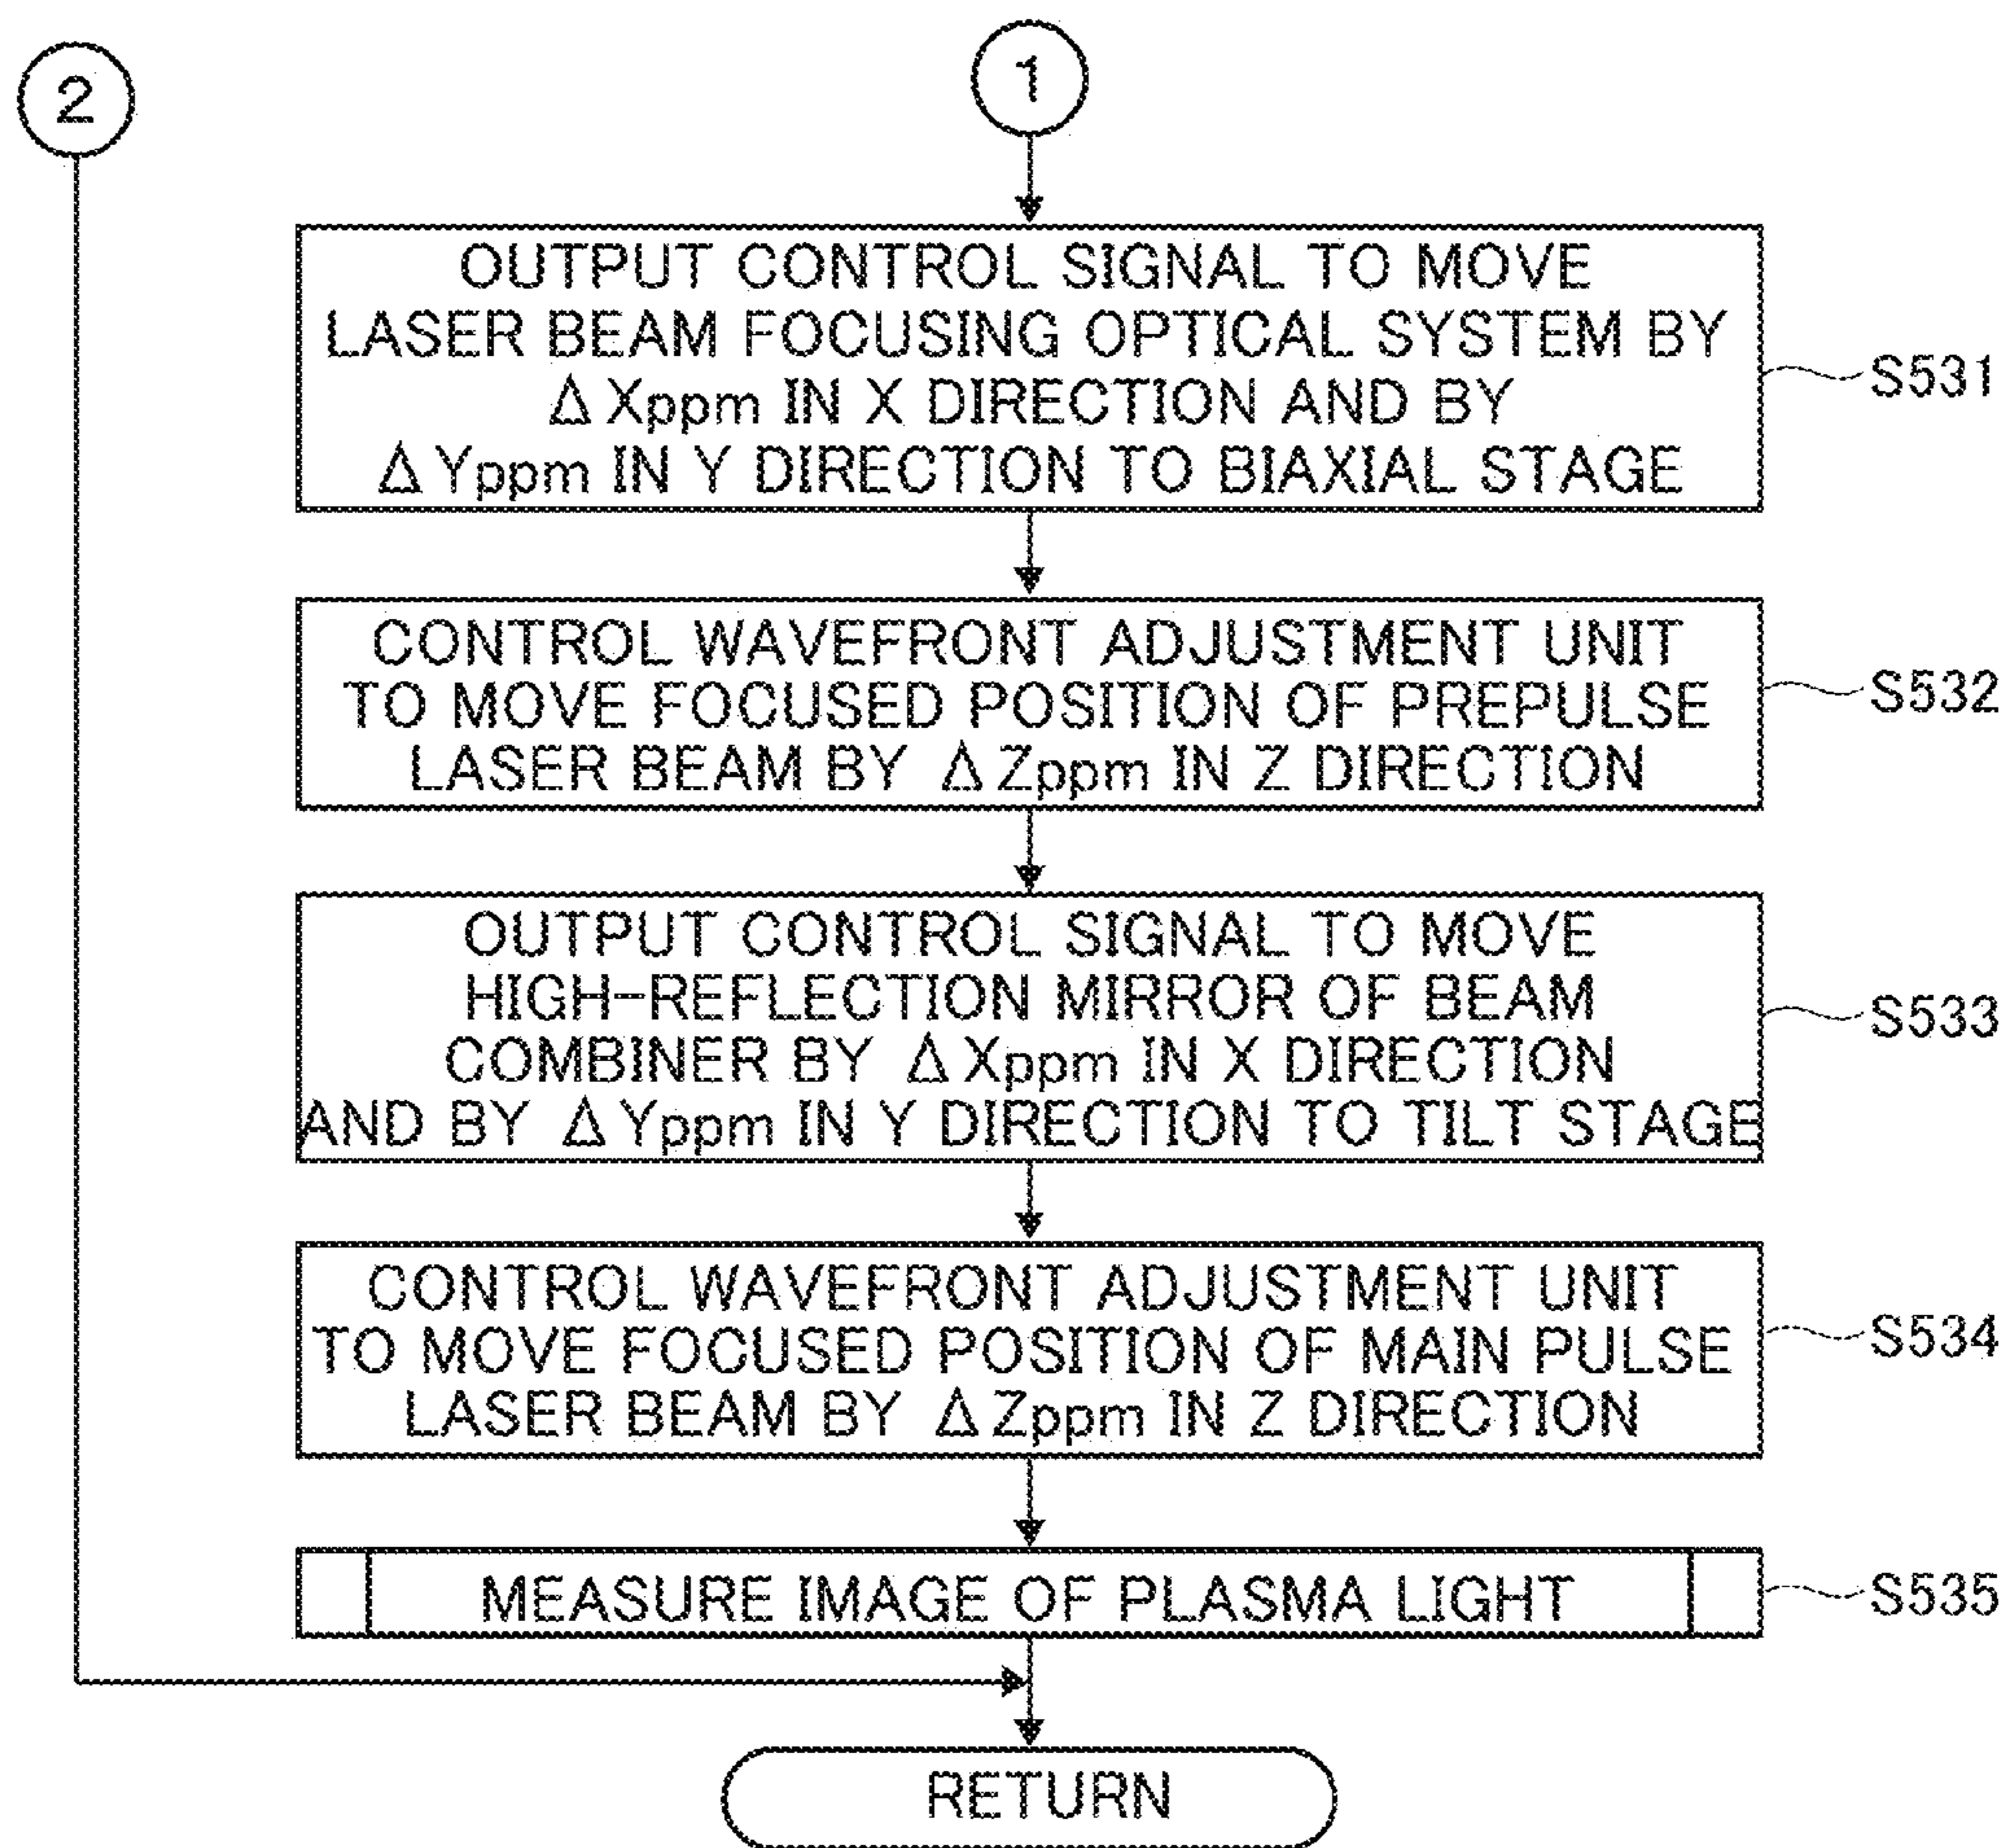 2
1
OUTPUT CONTROL SIGNAL TO MOVE
LASER BEAM FOCUSING OPTICAL SYSTEM BY
ΔXppm IN X DIRECTION AND BY
ΔYppm IN Y DIRECTION TO BIAXIAL STAGE
S531
CONTROL WAVEFRONT ADJUSTMENT UNIT
TO MOVE FOCUSED POSITION OF PREPULSE
LASER BEAM BY ΔZppm IN Z DIRECTION
S532
OUTPUT CONTROL SIGNAL TO MOVE
HIGH-REFLECTION MIRROR OF BEAM
COMBINER BY ΔXppm IN X DIRECTION
AND BY ΔYppm IN Y DIRECTION TO TILT STAGE
S533
CONTROL WAVEFRONT ADJUSTMENT UNIT
TO MOVE FOCUSED POSITION OF MAIN PULSE
LASER BEAM BY ΔZppm IN Z DIRECTION
S534
MEASURE IMAGE OF PLASMA LIGHT
S535
RETURN